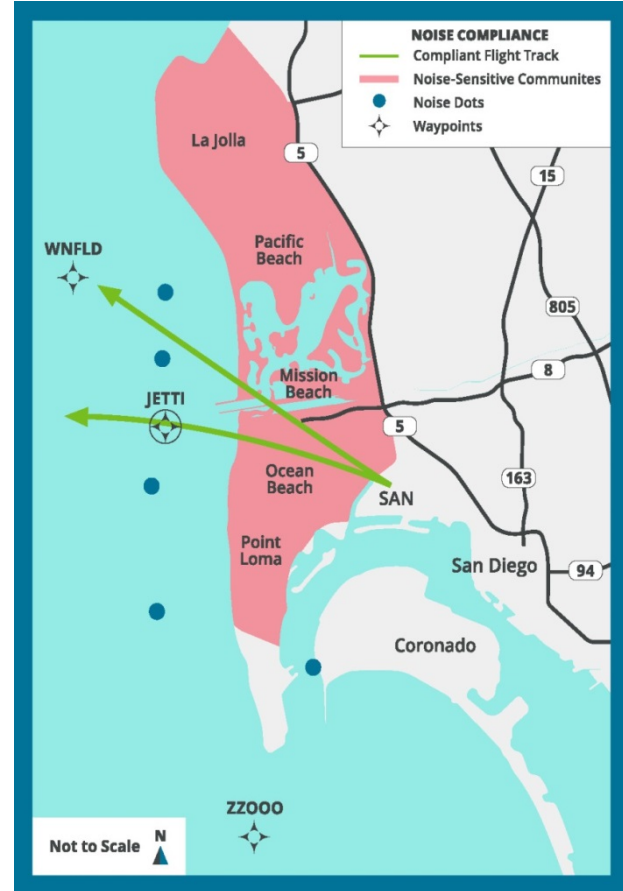 NOISE COMPLIANCE
Compliant Flight Track
Noise-Sensitive Communites
Noise Dots
Waypoints
La Jolla
5
15
Pacific
Beach
WNFLD
805
Mission
Beach
8
JETTI
5
Ocean
Beach
SAN
163
Point
Loma
San Diego
94
Coronado
ZZOOO
Not to Scale
N